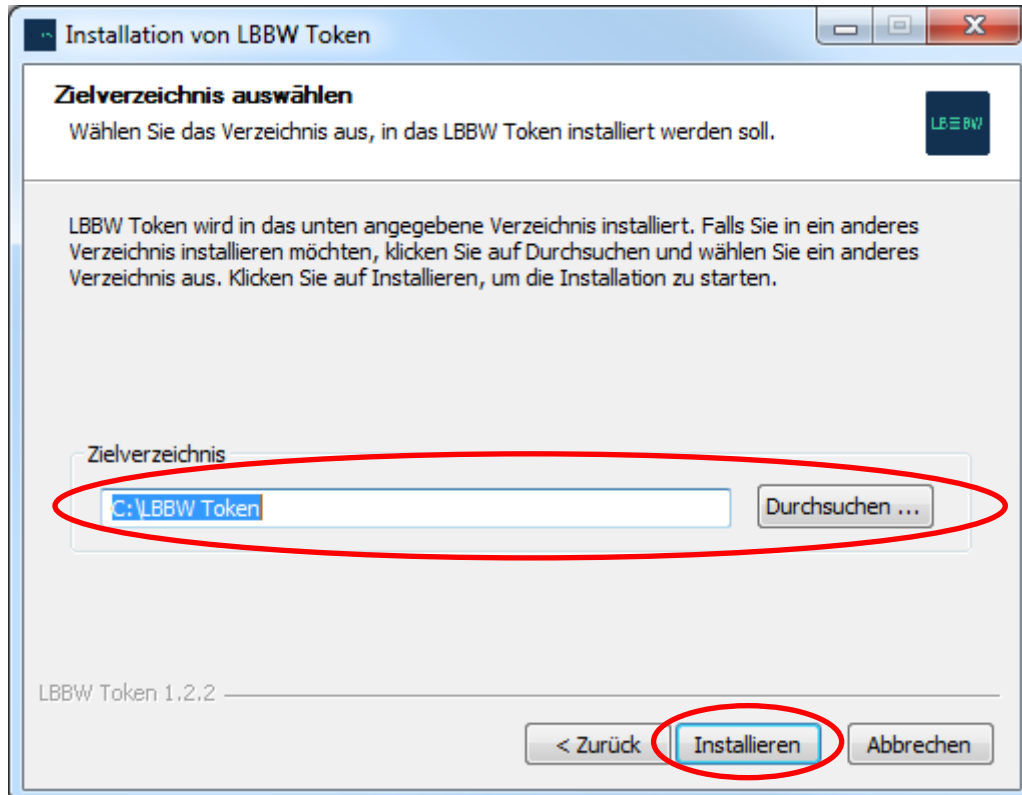 Installation von LBBW Token
Zielverzeichnis auswählen
Wählen Sie das Verzeichnis aus, in das LBBW Token installiert werden soll.
LB☰BW
LBBW Token wird in das unten angegebene Verzeichnis installiert. Falls Sie in ein anderes
Verzeichnis installieren möchten, klicken Sie auf Durchsuchen und wählen Sie ein anderes
Verzeichnis aus. Klicken Sie auf Installieren, um die Installation zu starten.
Zielverzeichnis
C:\LBBW Token
Durchsuchen ...
LBBW Token 1.2.2
< Zurück
Installieren
Abbrechen